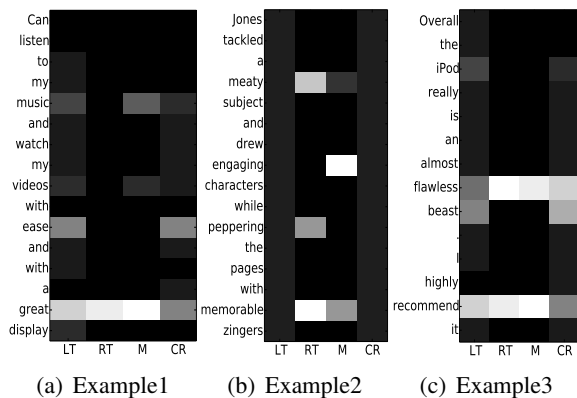 Can
listen
to
my
music
and
watch
my
videos
with
ease
and
with
a
great
display
LT RT M CR
(a) Example1
Jones
tackled
a
meaty
subject
and
drew
engaging
characters
while
peppering
the
pages
with
memorable
zingers
LT RT M CR
(b) Example2
Overall
the
iPod
really
is
an
almost
flawless
beast
.
I
highly
recommend
it
LT RT M CR
(c) Example3